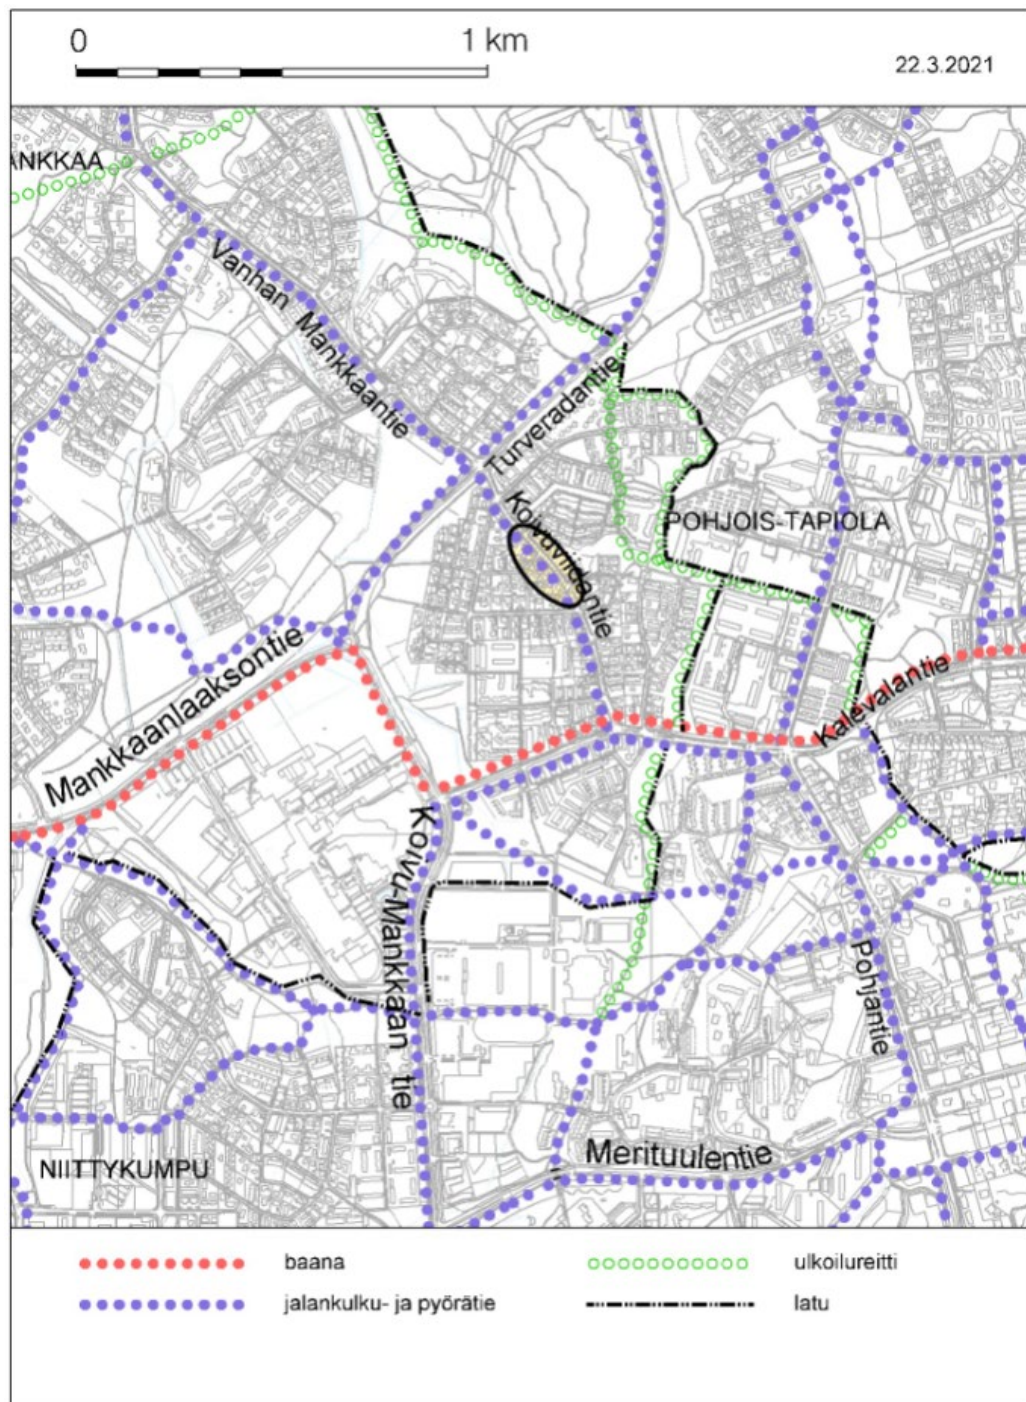 0
1 km
22.3.2021
ANKKAA
Vanhan Mankkaantie
Turveradantie
Koivuviidantie
POHJOIS-TAPIOLA
Mankkaanlaaksontie
Kalevalantie
Koivu-Mankkaan tie
Pohjantie
Merituulentie
NIITTYKUMPU
baana
ulkoilureitti
jalankulku- ja pyörätie
latu